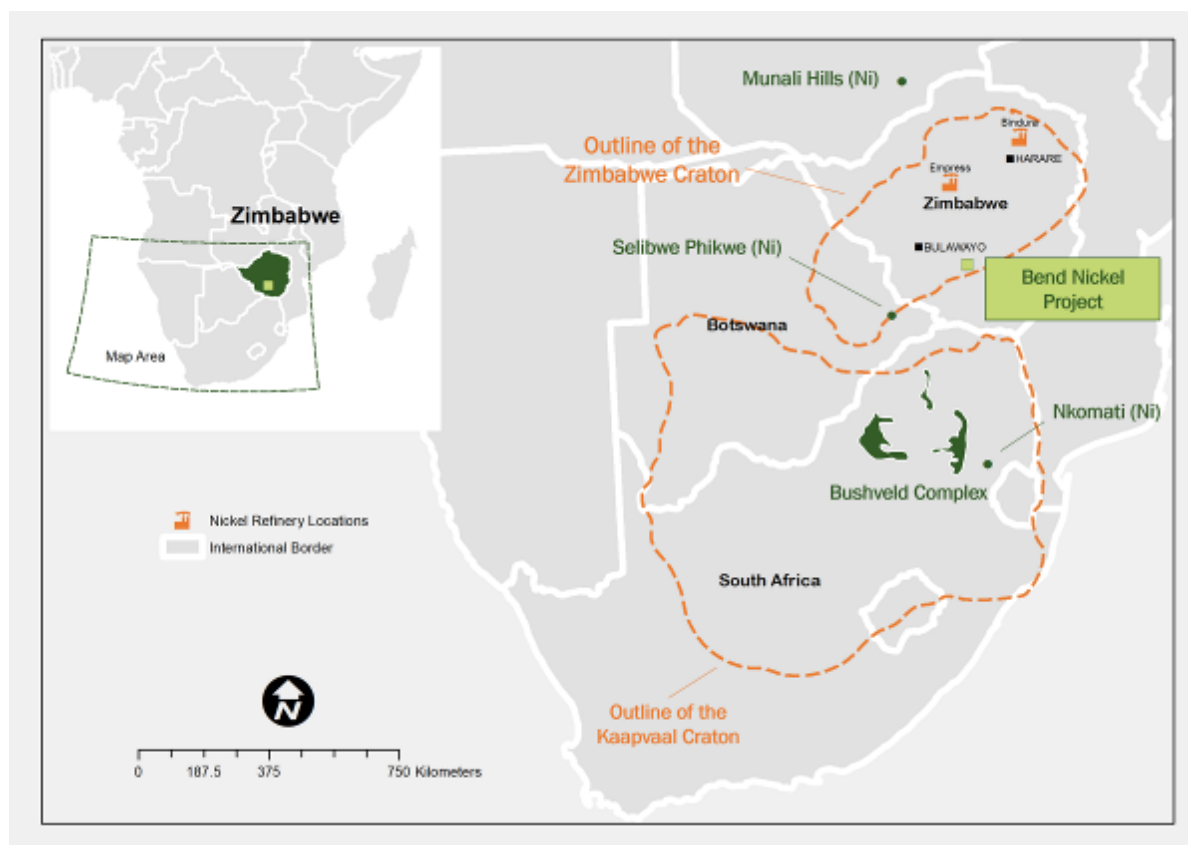 Zimbabwe
Map Area
Munali Hills (Ni)
Outline of the
Zimbabwe Craton
Bindura
HARARE
Empress
Zimbabwe
Selibwe Phikwe (Ni)
BULAWAYO
Bend Nickel
Project
Botswana
Nkomati (Ni)
Bushveld Complex
South Africa
Outline of the
Kaapvaal Craton
Nickel Refinery Locations
International Border
N
0 187.5 375 750 Kilometers